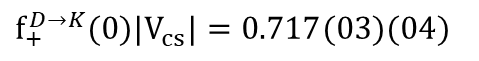 f₊ᴰ→ᴷ(0)|V_cs| = 0.717(03)(04)